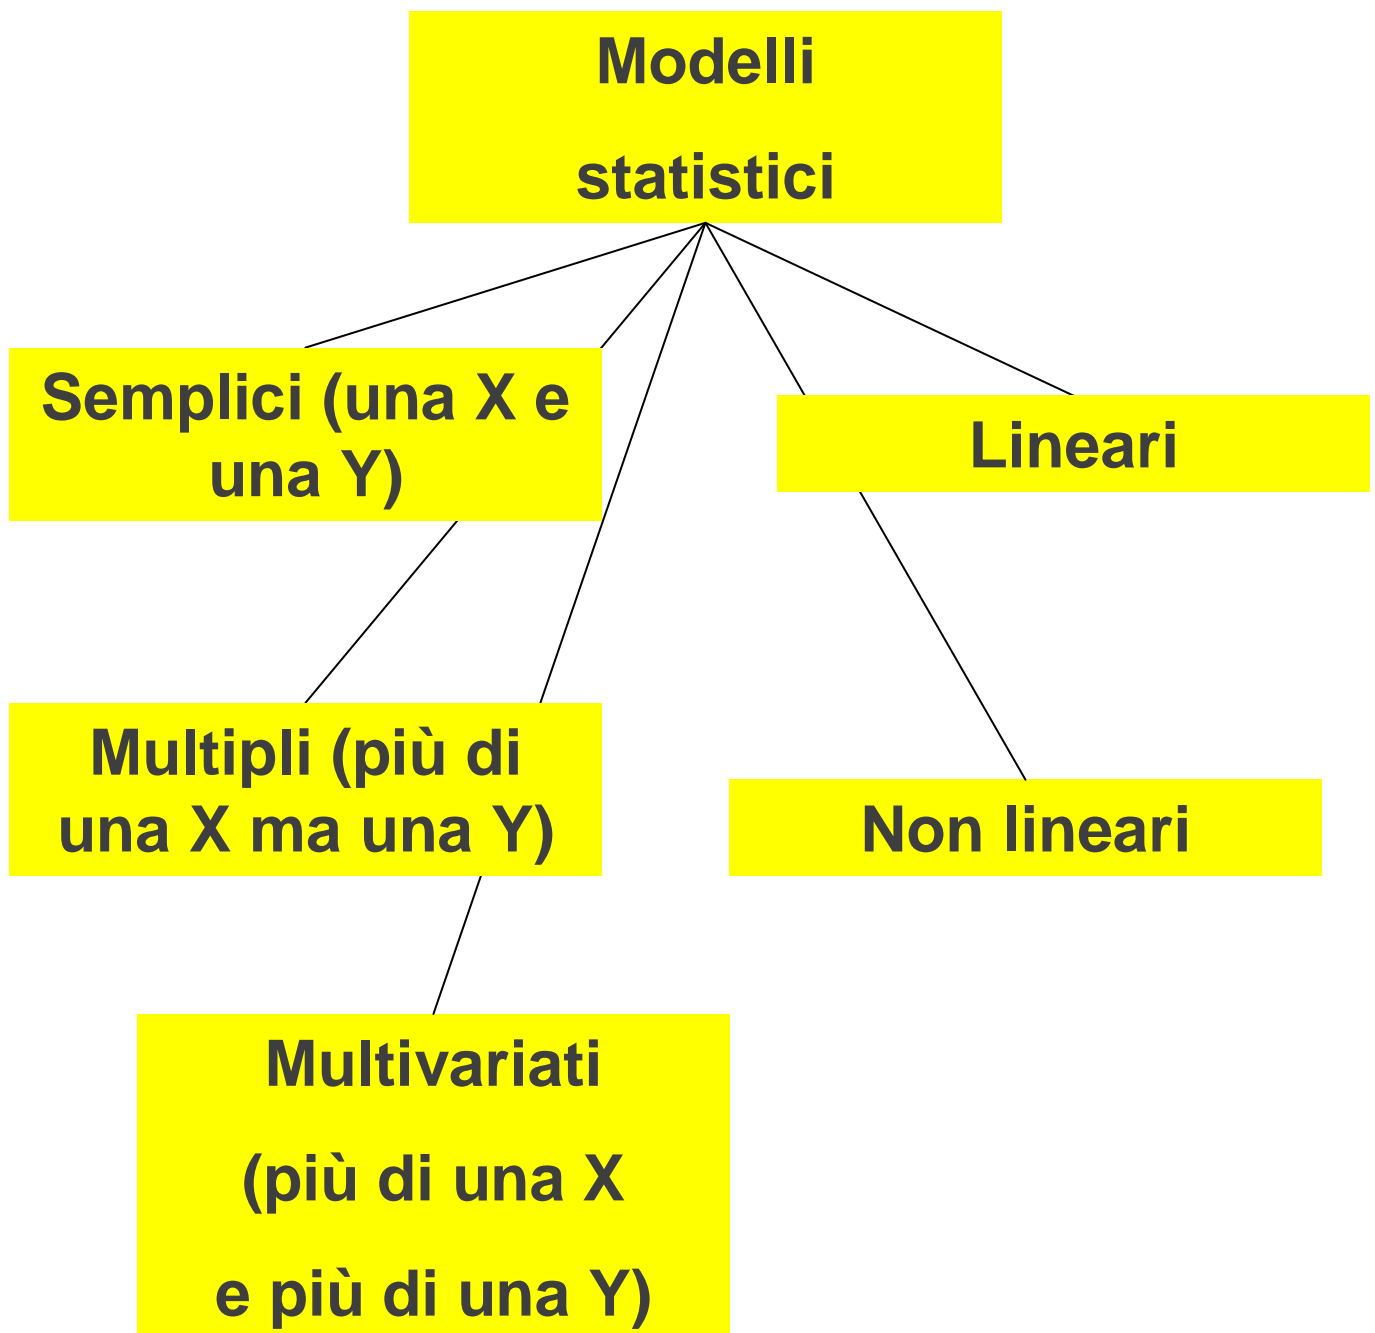 Modelli
statistici
Semplici (una X e
una Y)
Lineari
Multipli (più di
una X ma una Y)
Non lineari
Multivariati
(più di una X
e più di una Y)